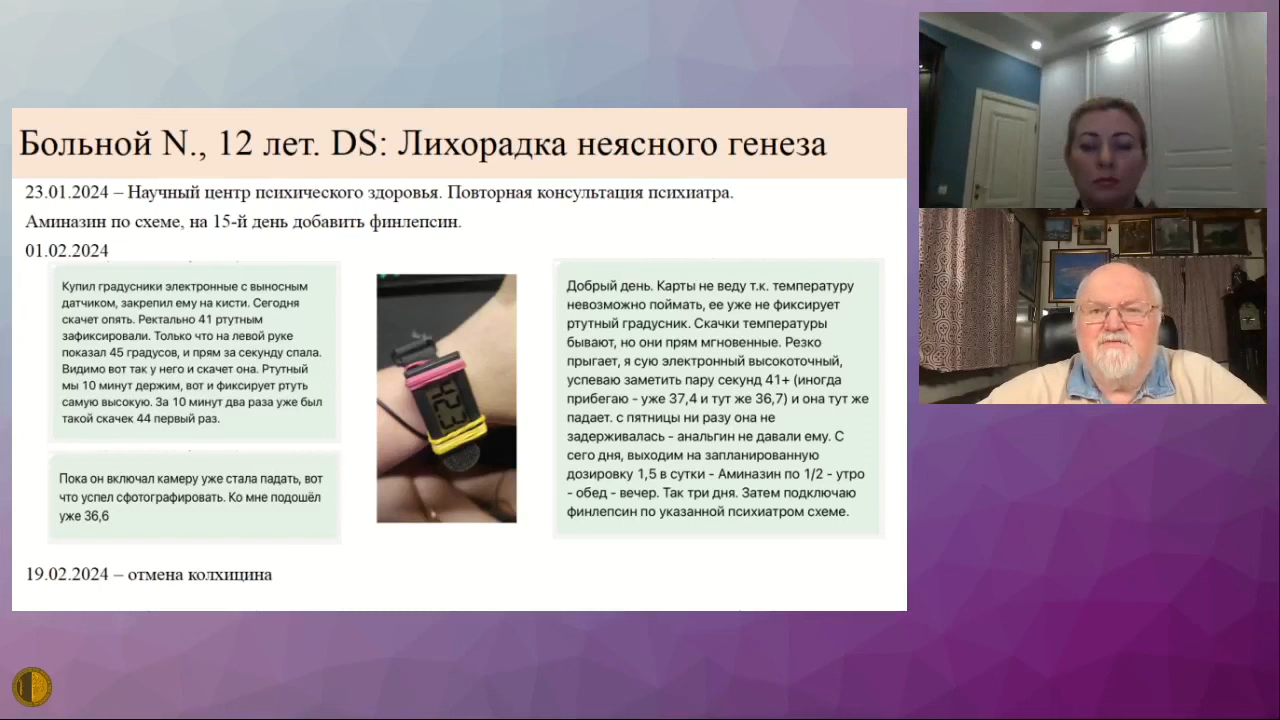 Больной N., 12 лет. DS: Лихорадка неясного генеза
23.01.2024 – Научный центр психического здоровья. Повторная консультация психиатра.
Аминазин по схеме, на 15-й день добавить финлепсин.
01.02.2024
Купил градусники электронные с выносным
датчиком, закрепил ему на кисти. Сегодня
скачет опять. Ректально 41 ртутным
зафиксировали. Только что на левой руке
показал 45 градусов, и прям за секунду спала.
Видимо вот так у него и скачет она. Ртутный
мы 10 минут держим, вот и фиксирует ртуть
самую высокую. За 10 минут два раза уже был
такой скачек 44 первый раз.
Пока он включал камеру уже стала падать, вот
что успел сфотографировать. Ко мне подошёл
уже 36,6
Добрый день. Карты не веду т.к. температуру
невозможно поймать, ее уже не фиксирует
ртутный градусник. Скачки температуры
бывают, но они прям мгновенные. Резко
прыгает, я сую электронный высокоточный,
успеваю заметить пару секунд 41+ (иногда
прибегаю - уже 37,4 и тут же 36,7) и она тут же
падает. с пятницы ни разу она не
задерживалась - анальгин не давали ему. С
сего дня, выходим на запланированную
дозировку 1,5 в сутки - Аминазин по 1/2 - утро
- обед - вечер. Так три дня. Затем подключаю
финлепсин по указанной психиатром схеме.
19.02.2024 – отмена колхицина